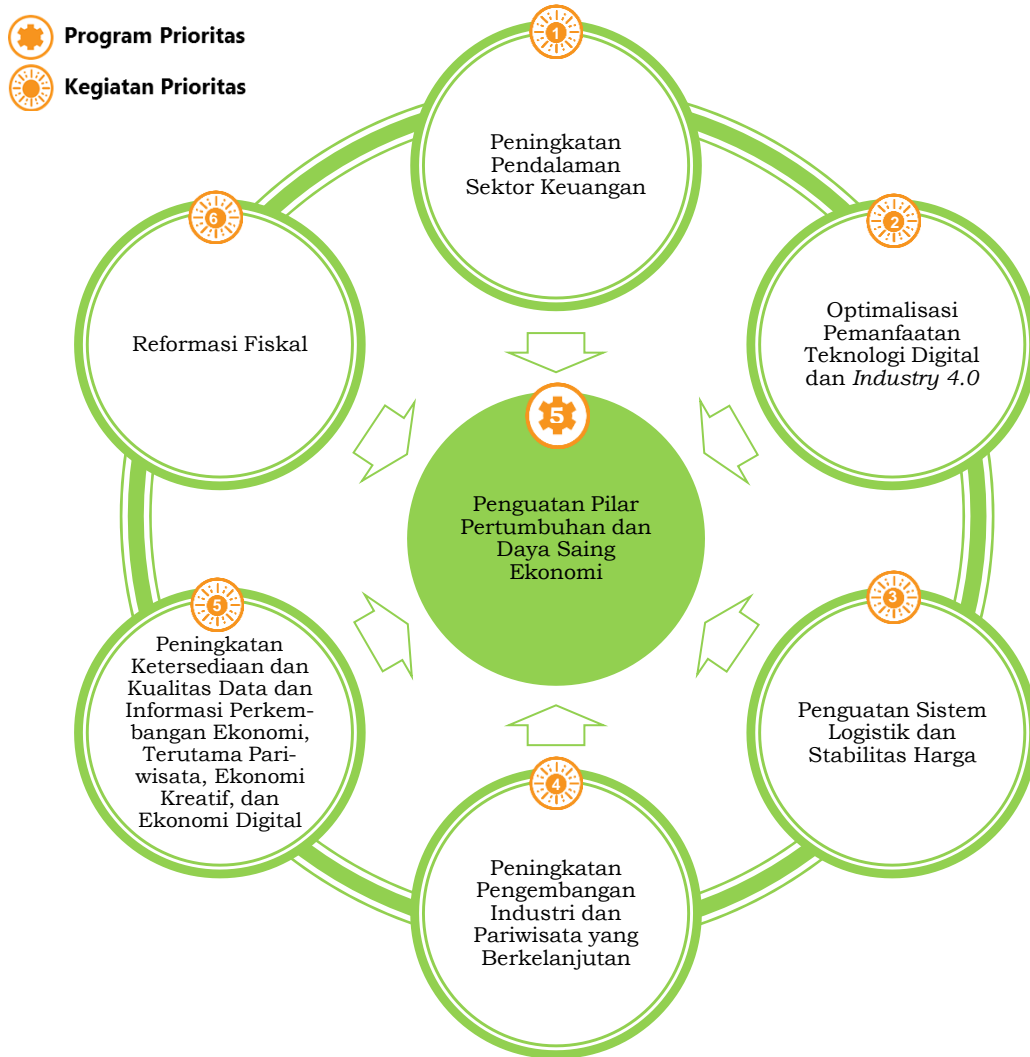 Program Prioritas
Kegiatan Prioritas
1
Peningkatan
Pendalaman
Sektor Keuangan
2
Optimalisasi
Pemanfaatan
Teknologi Digital
dan Industry 4.0
3
Penguatan Sistem
Logistik dan
Stabilitas Harga
4
Peningkatan
Pengembangan
Industri dan
Pariwisata yang
Berkelanjutan
5
Peningkatan
Ketersediaan dan
Kualitas Data dan
Informasi Perkem-
bangan Ekonomi,
Terutama Pari-
wisata, Ekonomi
Kreatif, dan
Ekonomi Digital
6
Reformasi Fiskal
5
Penguatan Pilar
Pertumbuhan dan
Daya Saing
Ekonomi